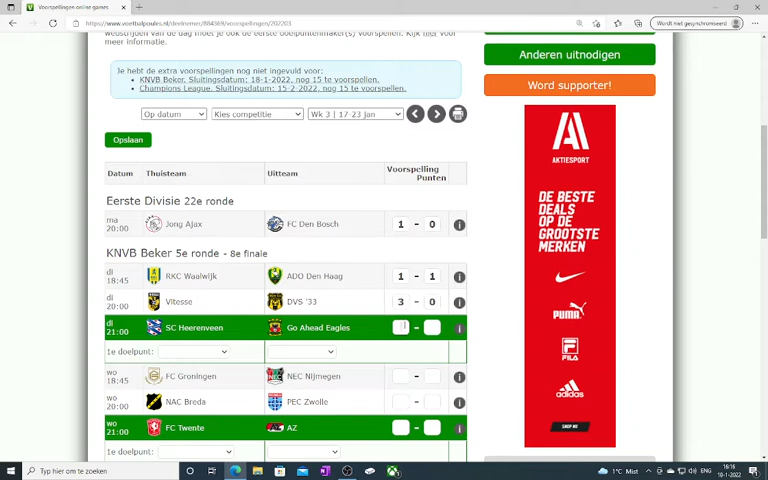 Voorspellingen online games
https://www.voetbalpoules.nl/deelnemer/884369/voorspellingen/202203
Wordt niet gesynchroniseerd
wedstrijden van de dag moet je ook de eerste doelpuntenmaker(s) voorspellen. Kijk hier voor
meer informatie.
Je hebt de extra voorspellingen nog niet ingevuld voor:
• KNVB Beker. Sluitingsdatum: 18-1-2022, nog 15 te voorspellen.
• Champions League. Sluitingsdatum: 15-2-2022, nog 15 te voorspellen.
Op datum Kies competitie Wk 3 | 17-23 jan
Opslaan
Datum Thuisteam Uitteam Voorspelling
Punten
Eerste Divisie 22e ronde
ma
20:00 Jong Ajax FC Den Bosch 1 - 0
KNVB Beker 5e ronde - 8e finale
di
18:45 RKC Waalwijk ADO Den Haag 1 - 1
di
20:00 Vitesse DVS '33 3 - 0
di
21:00 SC Heerenveen Go Ahead Eagles -
1e doelpunt:
wo
18:45 FC Groningen NEC Nijmegen -
wo
20:00 NAC Breda PEC Zwolle -
wo
21:00 FC Twente AZ -
1e doelpunt:
Anderen uitnodigen
Word supporter!
AKTIESPORT
DE BESTE
DEALS
OP DE
GROOTSTE
MERKEN
PUMA
FILA
adidas
SHOP NU
Typ hier om te zoeken
1°C Mist
ENG
16:16
18-1-2022